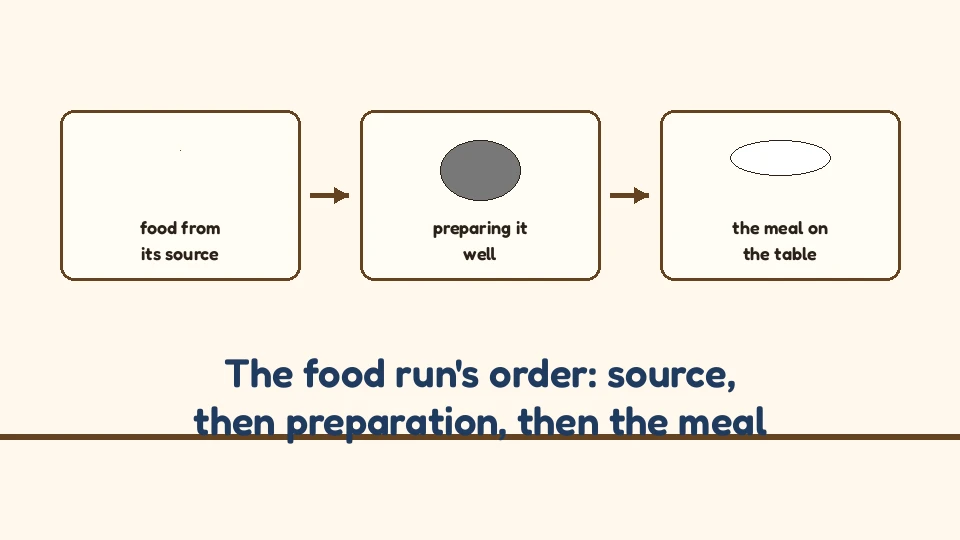 food from
its source
preparing it
well
the meal on
the table
The food run's order: source,
then preparation, then the meal